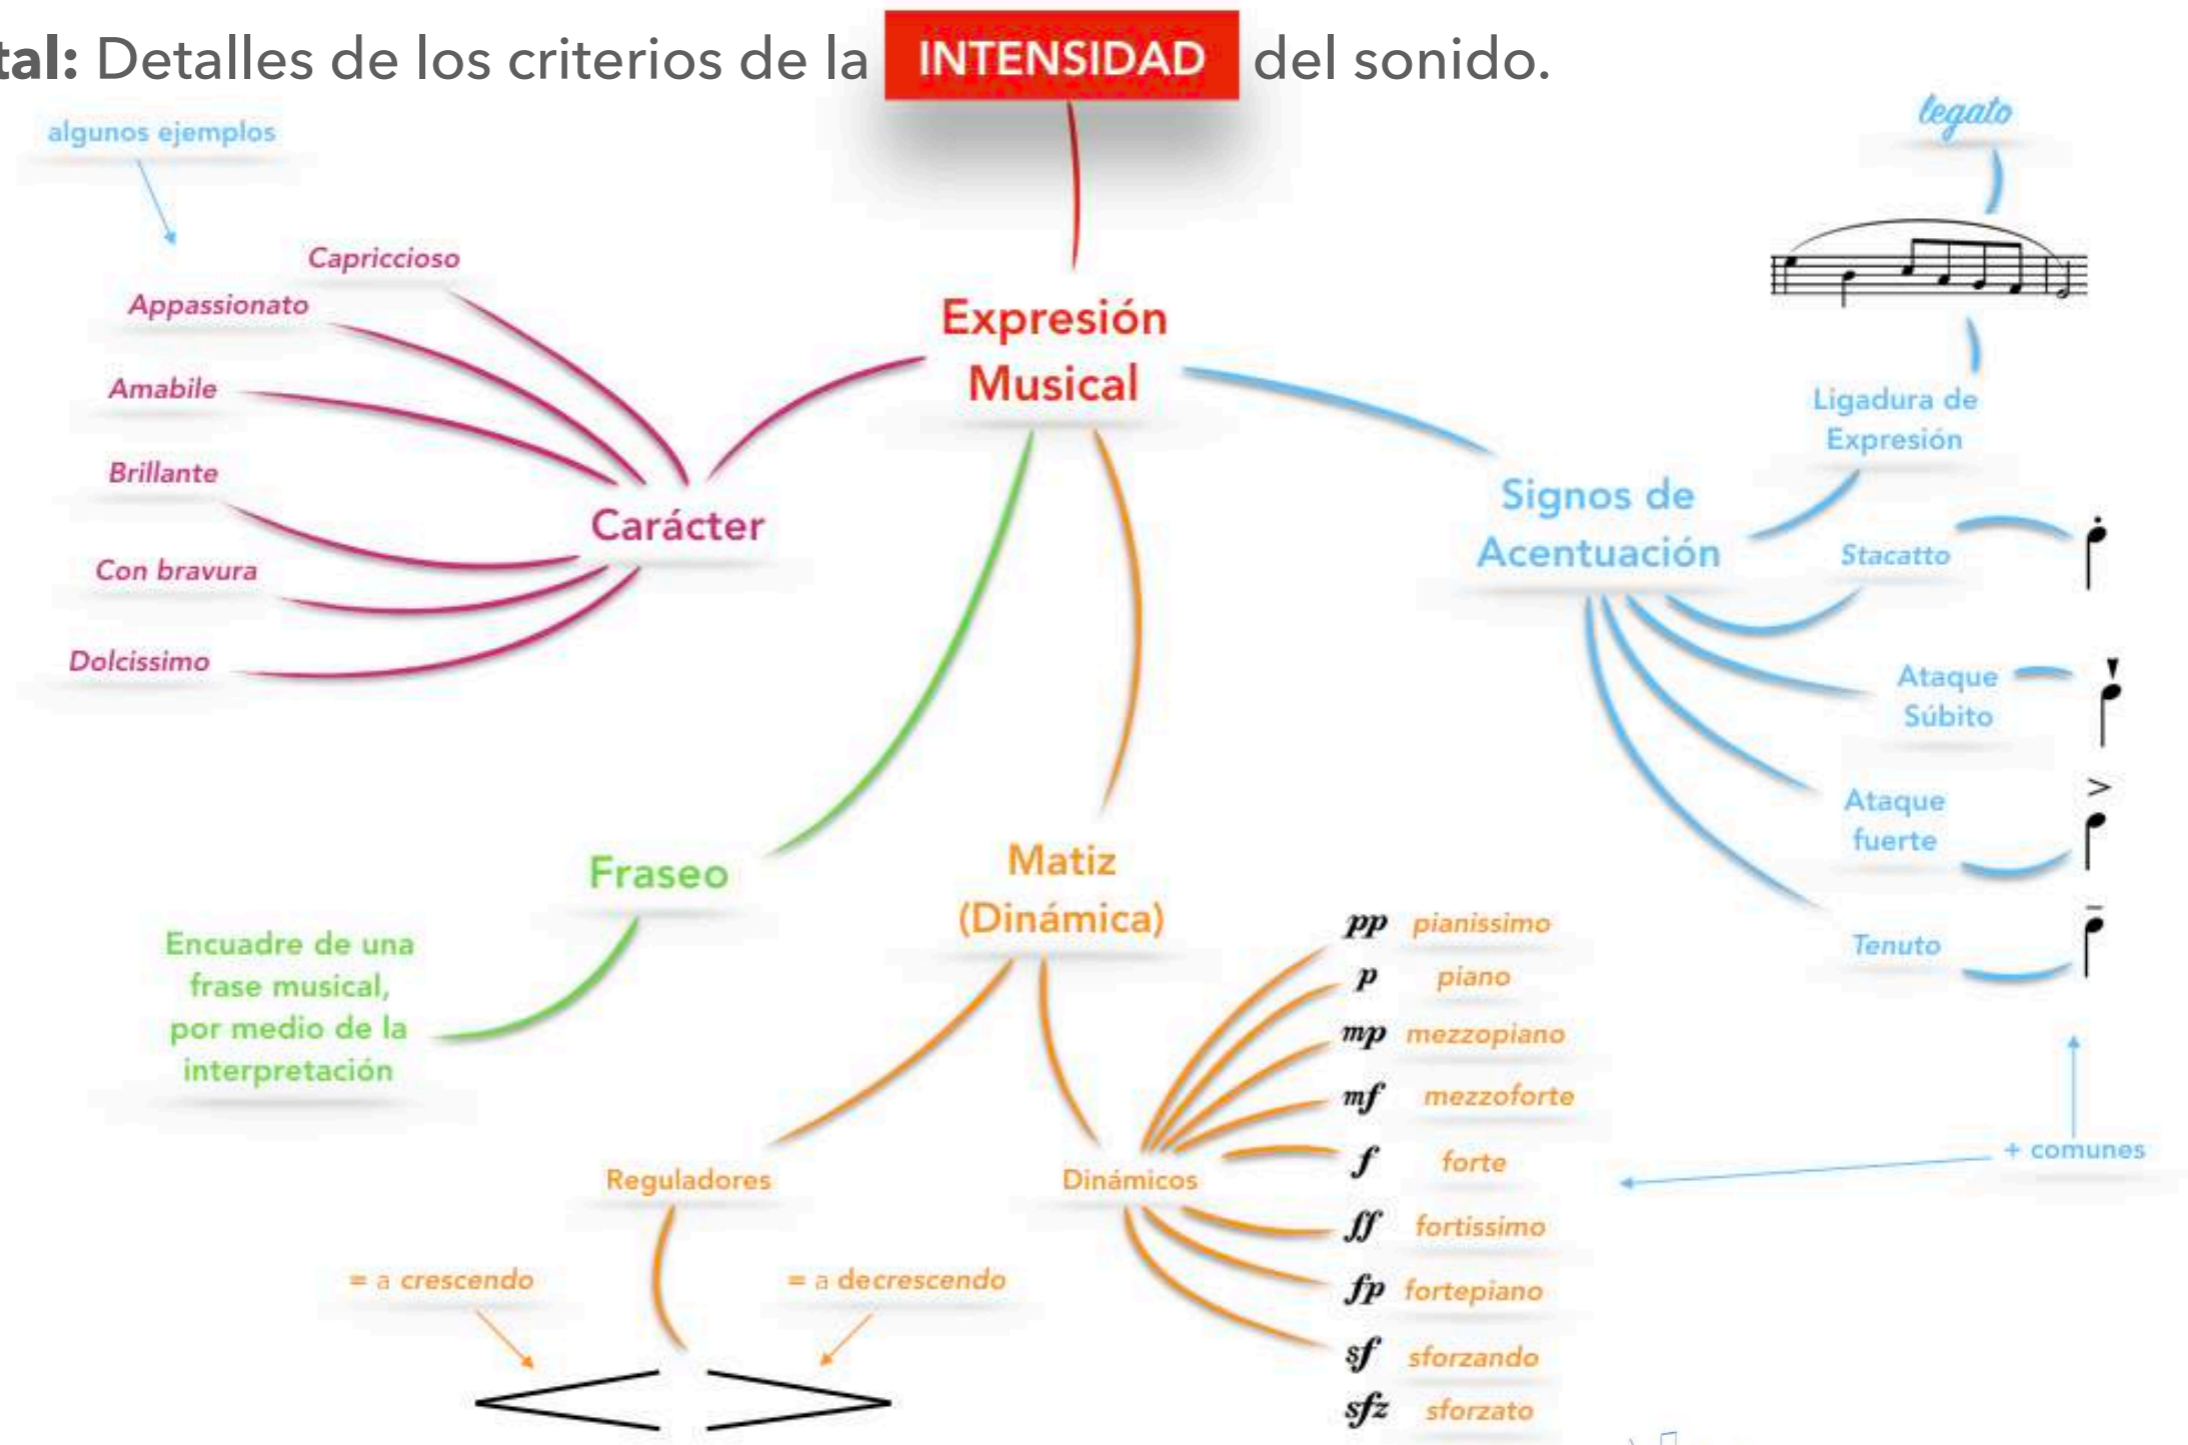 tal: Detalles de los criterios de la INTENSIDAD del sonido.
algunos ejemplos
Capriccioso
Appassionato
Amabile
Brillante
Con bravura
Dolcissimo
Carácter
Expresión
Musical
legato
Ligadura de
Expresión
Signos de
Acentuación
Stacatto
Ataque
Súbito
>
Ataque
fuerte
Tenuto
+ comunes
Fraseo
Encuadre de una
frase musical,
por medio de la
interpretación
Matiz
(Dinámica)
Reguladores
= a crescendo
= a decrescendo
Dinámicos
pp pianissimo
p piano
mp mezzopiano
mf mezzoforte
f forte
ff fortissimo
fp fortepiano
sf sforzando
sfz sforzato